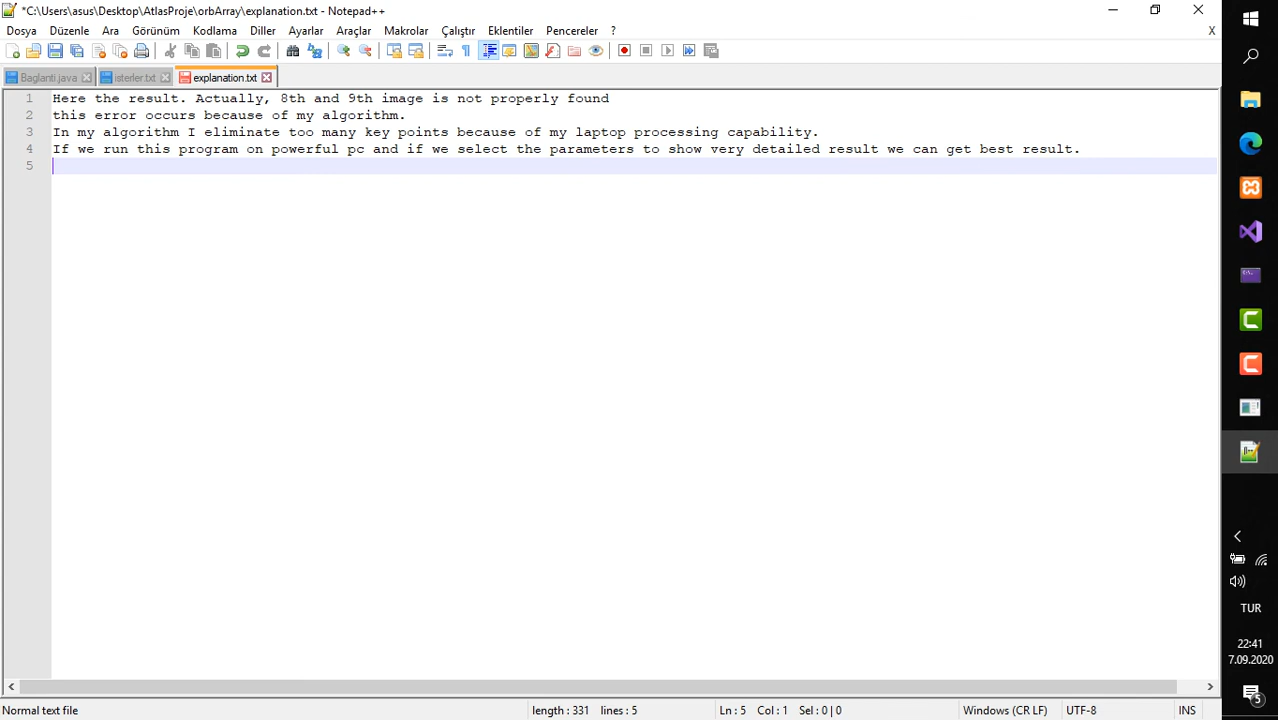 *C:\Users\asus\Desktop\AtlasProje\orbArray\explanation.txt - Notepad++
Dosya Düzenle Ara Görünüm Kodlama Diller Ayarlar Araçlar Makrolar Çalıştır Eklentiler Pencereler ? X
Baglanti.java isterler.txt explanation.txt
1 Here the result. Actually, 8th and 9th image is not properly found
2 this error occurs because of my algorithm.
3 In my algorithm I eliminate too many key points because of my laptop processing capability.
4 If we run this program on powerful pc and if we select the parameters to show very detailed result we can get best result.
5
TUR
22:41
7.09.2020
5
Normal text file length : 331 lines : 5 Ln : 5 Col : 1 Sel : 0 | 0 Windows (CR LF) UTF-8 INS